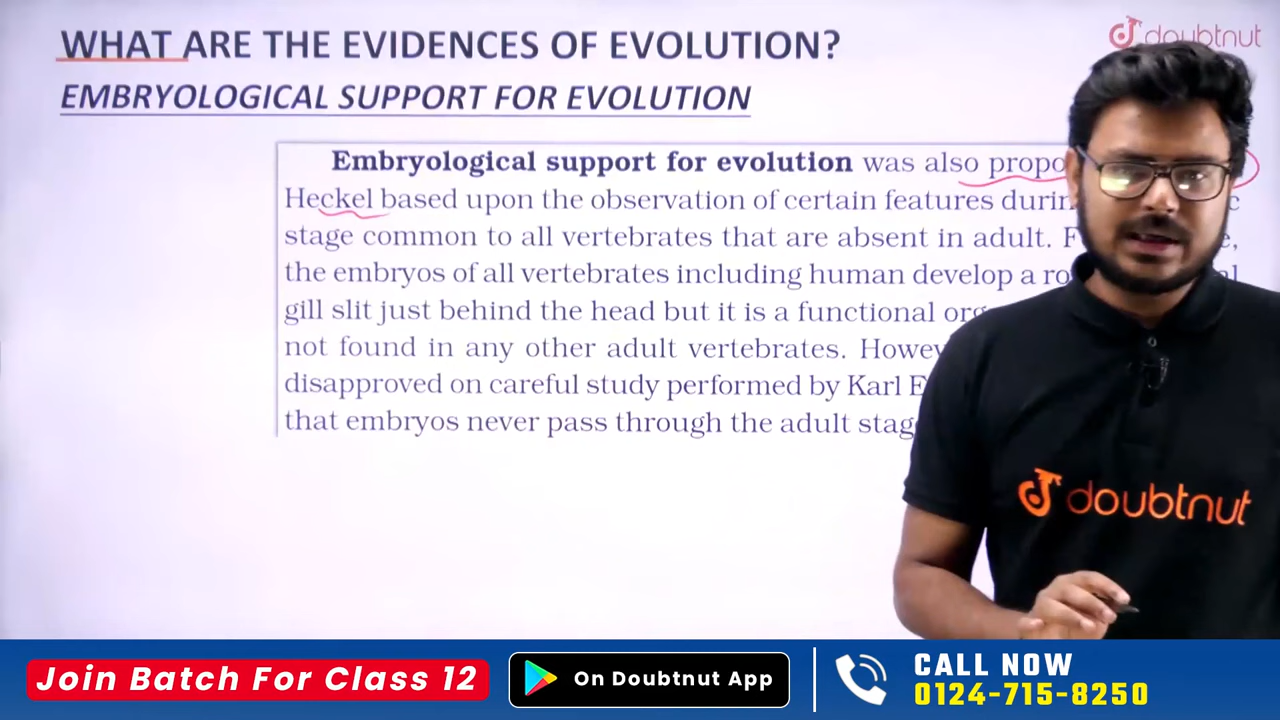 WHAT ARE THE EVIDENCES OF EVOLUTION?
doubtnut
EMBRYOLOGICAL SUPPORT FOR EVOLUTION
Embryological support for evolution was also propo
Heckel based upon the observation of certain features durin
stage common to all vertebrates that are absent in adult. F e,
the embryos of all vertebrates including human develop a ro al
gill slit just behind the head but it is a functional org
not found in any other adult vertebrates. Howev
disapproved on careful study performed by Karl E
that embryos never pass through the adult stag
doubtnut
Join Batch For Class 12
On Doubtnut App
CALL NOW
0124-715-8250